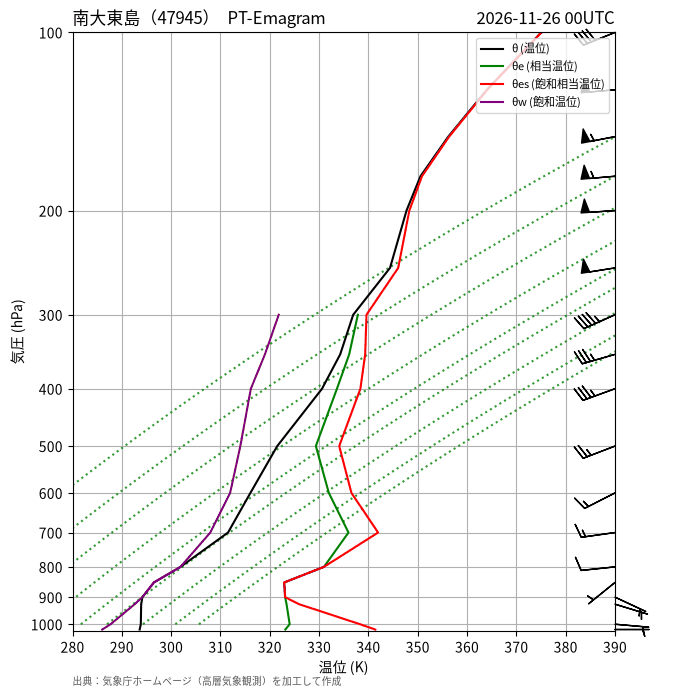 南大東島（47945） PT-Emagram
2026-11-26 00UTC
θ (温位)
θe (相当温位)
θes (飽和相当温位)
θw (飽和温位)
100
200
300
400
500
600
700
800
900
1000
気圧 (hPa)
280 290 300 310 320 330 340 350 360 370 380 390
温位 (K)
出典：気象庁ホームページ（高層気象観測）を加工して作成